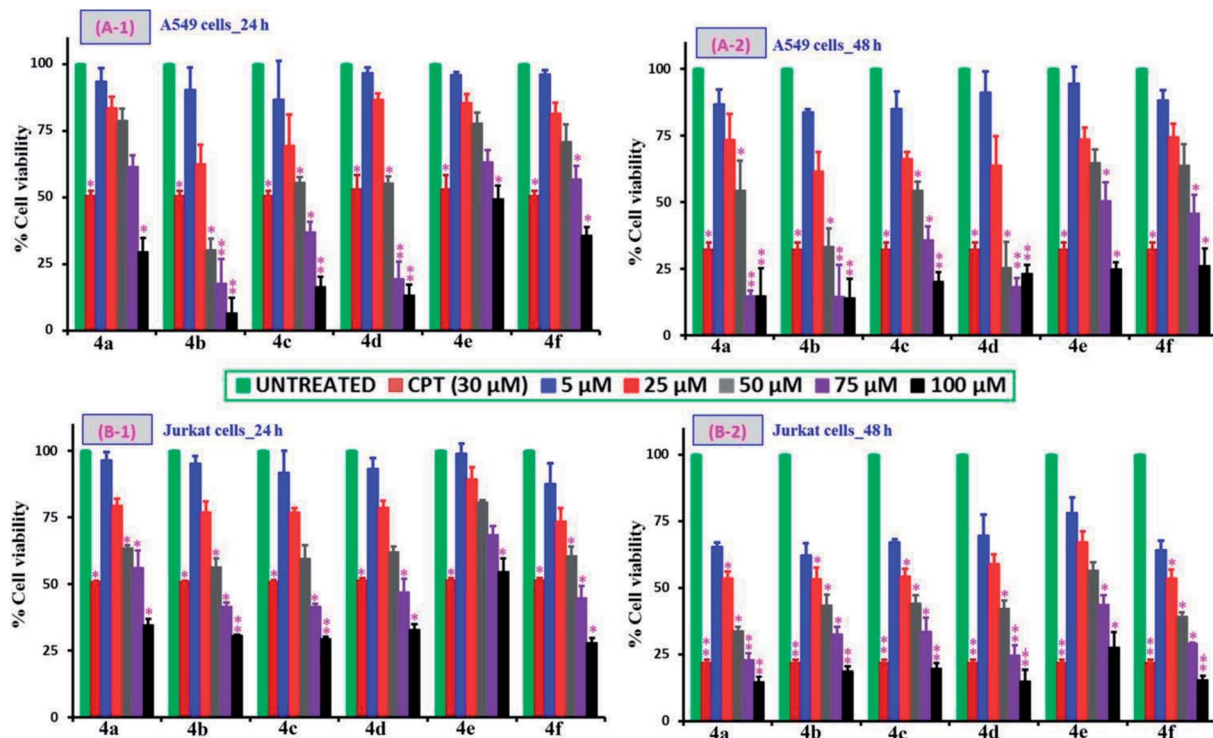 (A-1) A549 cells_24 h
% Cell viability
100
75
50
25
0
4a 4b 4c 4d 4e 4f
(A-2) A549 cells_48 h
% Cell viability
100
75
50
25
0
4a 4b 4c 4d 4e 4f
UNTREATED CPT (30 µM) 5 µM 25 µM 50 µM 75 µM 100 µM
(B-1) Jurkat cells_24 h
% Cell viability
100
75
50
25
0
4a 4b 4c 4d 4e 4f
(B-2) Jurkat cells_48 h
% Cell viability
100
75
50
25
0
4a 4b 4c 4d 4e 4f